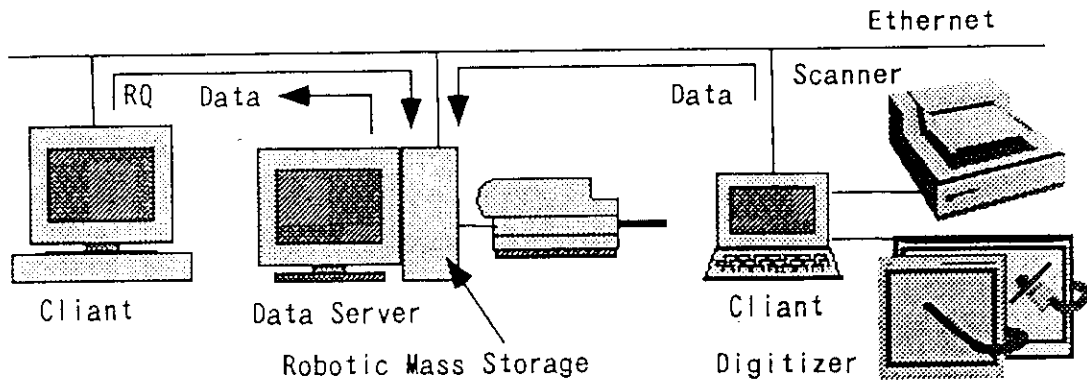 Ethernet
Scanner
RQ
Data
Data
Cliant
Data Server
Cliant
Robotic Mass Storage
Digitizer